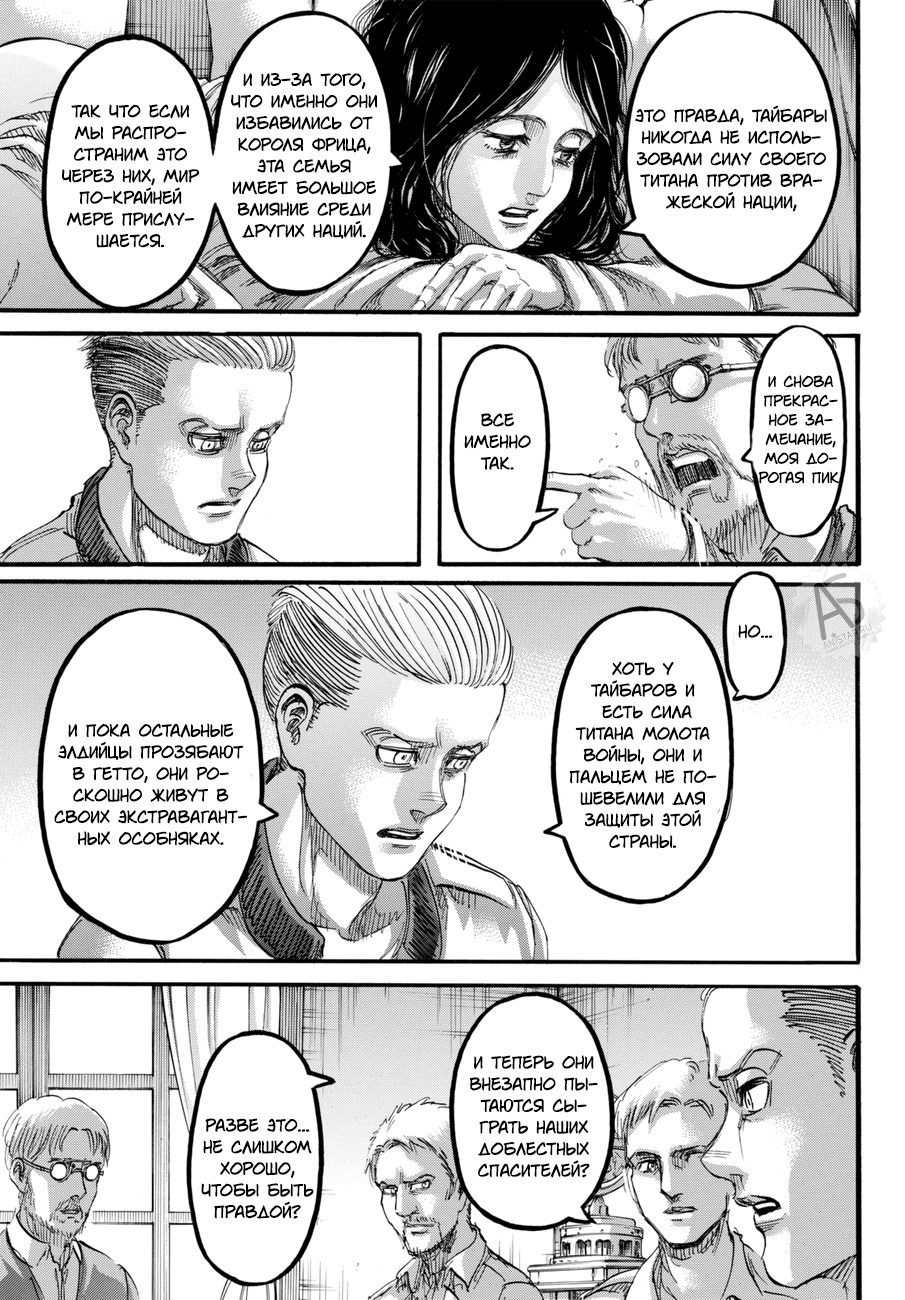 ЭТО ПРАВДА, ТАЙБАРЫ
НИКОГДА НЕ ИСПОЛЬ-
ЗОВАЛИ СИЛУ СВОЕГО
ТИТАНА ПРОТИВ ВРА-
ЖЕСКОЙ НАЦИИ,
И ИЗ-ЗА ТОГО,
ЧТО ИМЕННО ОНИ
ИЗБАВИЛИСЬ ОТ
КОРОЛЯ ФРИЦА,
ЭТА СЕМЬЯ
ИМЕЕТ БОЛЬШОЕ
ВЛИЯНИЕ СРЕДИ
ДРУГИХ НАЦИЙ.
ТАК ЧТО ЕСЛИ
МЫ РАСПРО-
СТРАНИМ ЭТО
ЧЕРЕЗ НИХ, МИР
ПО-КРАЙНЕЙ
МЕРЕ ПРИСЛУ-
ШАЕТСЯ.
И СНОВА
ПРЕКРАС-
НОЕ ЗА-
МЕЧАНИЕ,
МОЯ ДО-
РОГАЯ ПИК
ВСЕ
ИМЕННО
ТАК.
НО...
ХОТЬ У
ТАЙБАРОВ И
ЕСТЬ СИЛА
ТИТАНА МОЛОТА
ВОЙНЫ, ОНИ И
ПАЛЬЦЕМ НЕ ПО-
ШЕВЕЛИЛИ ДЛЯ
ЗАЩИТЫ ЭТОЙ
СТРАНЫ.
И ПОКА ОСТАЛЬНЫЕ
ЭЛДИЙЦЫ ПРОЗЯБАЮТ
В ГЕТТО, ОНИ РО-
СКОШНО ЖИВУТ В
СВОИХ ЭКСТРАВАГАНТ-
НЫХ ОСОБНЯКАХ.
И ТЕПЕРЬ ОНИ
ВНЕЗАПНО ПЫ-
ТАЮТСЯ СЫ-
ГРАТЬ НАШИХ
ДОБЛЕСТНЫХ
СПАСИТЕЛЕЙ?
РАЗВЕ ЭТО...
НЕ СЛИШКОМ
ХОРОШО,
ЧТОБЫ БЫТЬ
ПРАВДОЙ?